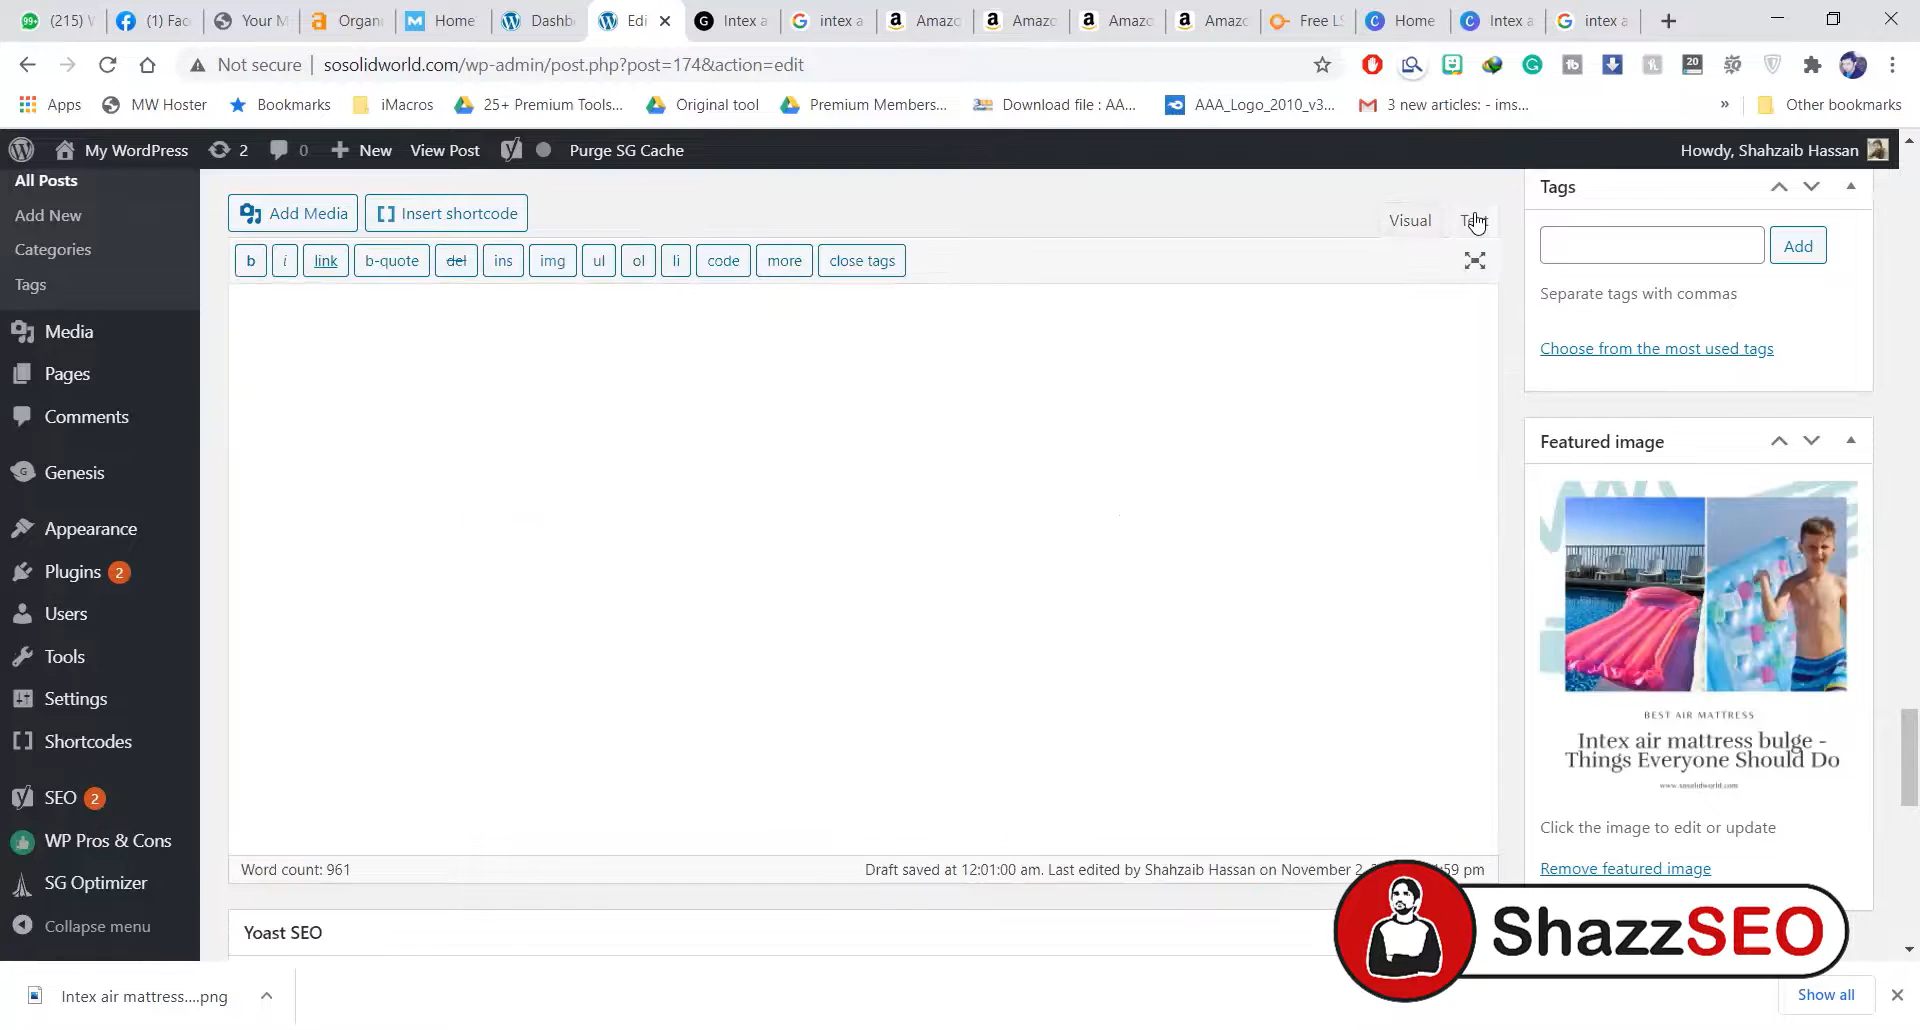 (215) W
(1) Fac
Your M
Organi
Home
Dashb
Edi
Intex a
intex a
Amazo
Amazo
Amazo
Amazo
Free LS
Home
Intex a
intex a
Not secure
sosolidworld.com/wp-admin/post.php?post=174&action=edit
Apps
MW Hoster
Bookmarks
iMacros
25+ Premium Tools...
Original tool
Premium Members...
Download file : AA...
AAA_Logo_2010_v3...
3 new articles: - ims...
»
Other bookmarks
My WordPress
2
0
New
View Post
Purge SG Cache
Howdy, Shahzaib Hassan
All Posts
Add New
Categories
Tags
Media
Pages
Comments
Genesis
Appearance
Plugins 2
Users
Tools
Settings
Shortcodes
SEO 2
WP Pros & Cons
SG Optimizer
Collapse menu
Add Media
Insert shortcode
Visual
b
i
link
b-quote
del
ins
img
ul
ol
li
code
more
close tags
Word count: 961
Draft saved at 12:01:00 am. Last edited by Shahzaib Hassan on November 2,
59 pm
Yoast SEO
Tags
Add
Separate tags with commas
Choose from the most used tags
Featured image
BEST AIR MATTRESS
Intex air mattress bulge -
Things Everyone Should Do
www.sosolidworld.com
Click the image to edit or update
Remove featured image
ShazzSEO
Intex air mattress....png
Show all